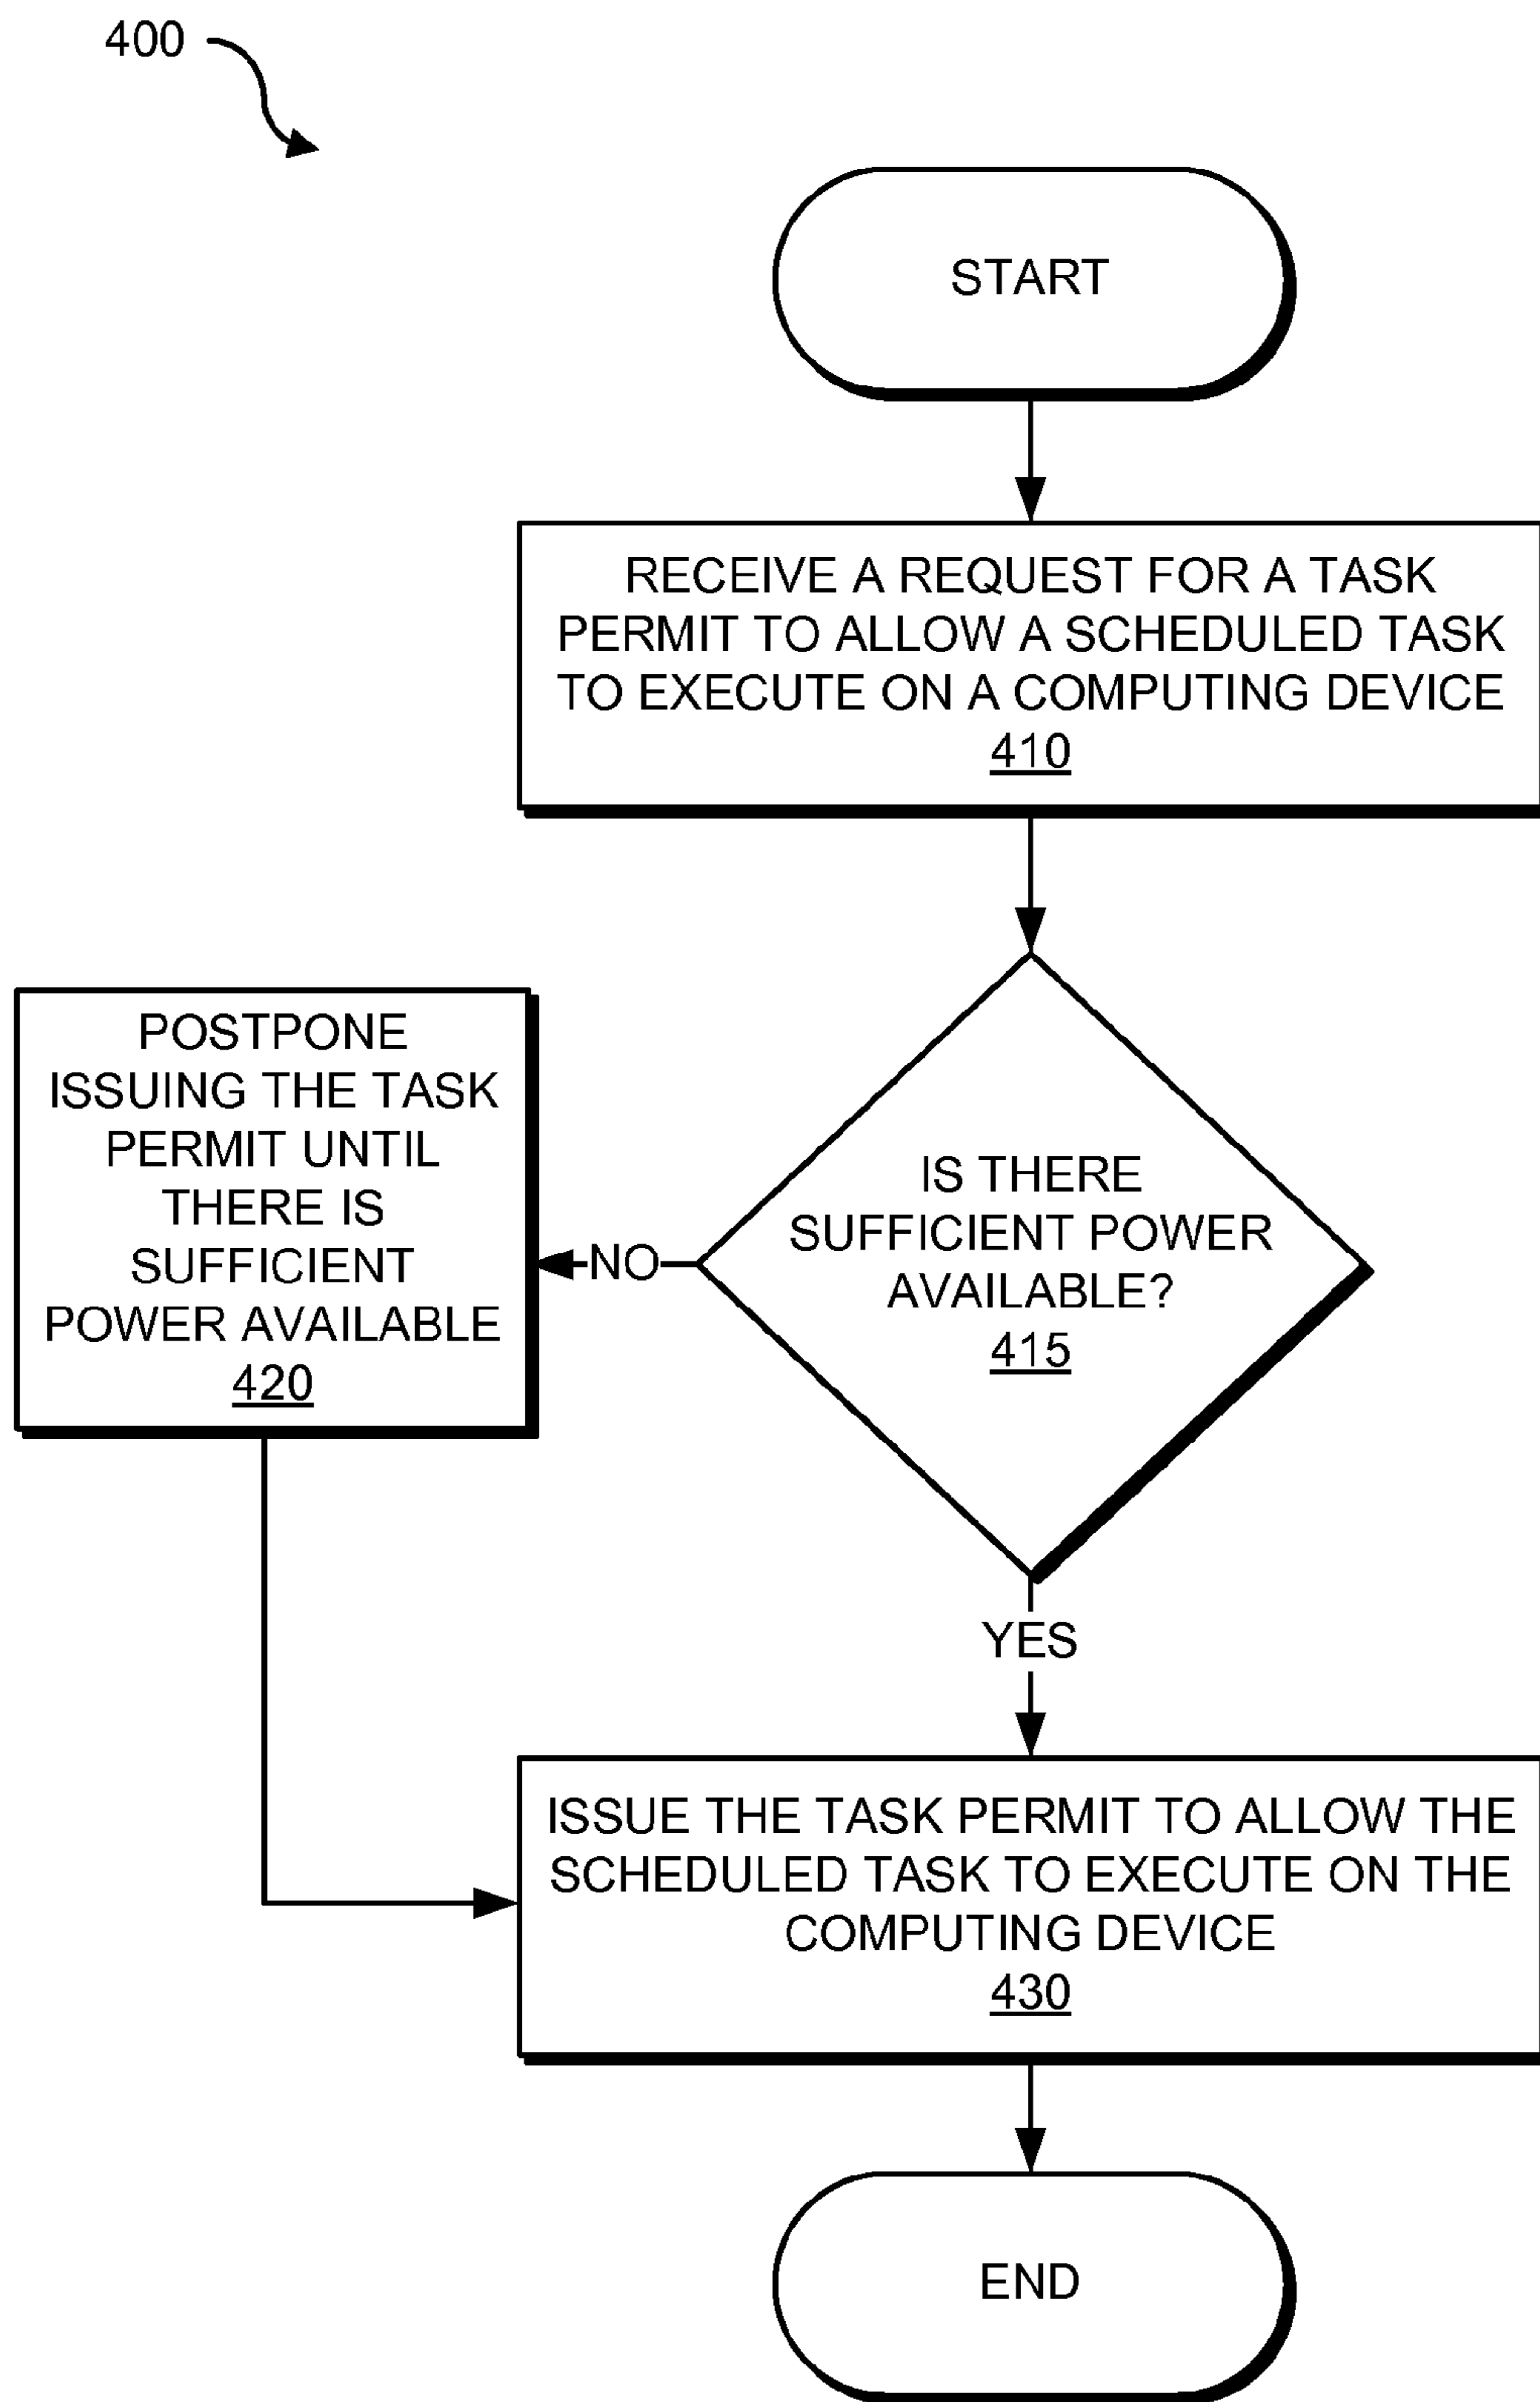 400
START
RECEIVE A REQUEST FOR A TASK
PERMIT TO ALLOW A SCHEDULED TASK
TO EXECUTE ON A COMPUTING DEVICE
410
IS THERE
SUFFICIENT POWER
AVAILABLE?
415
NO
POSTPONE
ISSUING THE TASK
PERMIT UNTIL
THERE IS
SUFFICIENT
POWER AVAILABLE
420
YES
ISSUE THE TASK PERMIT TO ALLOW THE
SCHEDULED TASK TO EXECUTE ON THE
COMPUTING DEVICE
430
END